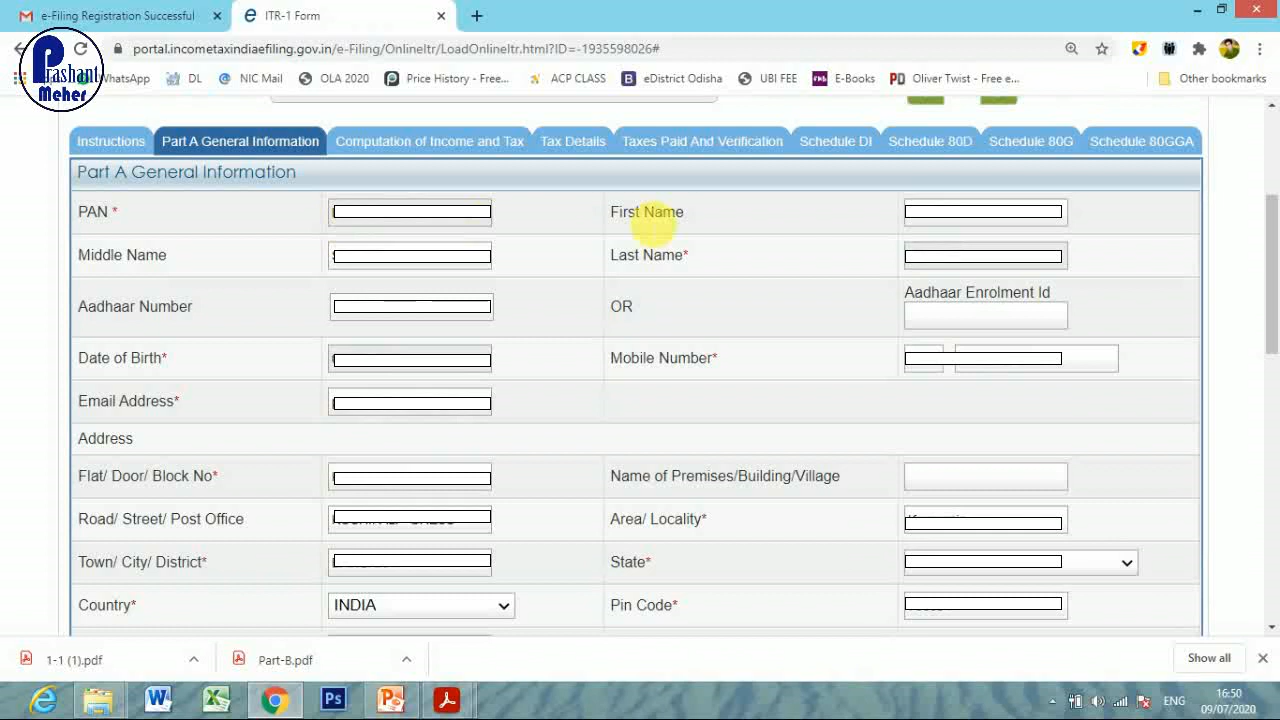 e-Filing Registration Successful
ITR-1 Form
portal.incometaxindiaefiling.gov.in/e-Filing/OnlineItr/LoadOnlineItr.html?ID=-1935598026#
Prashant
Meher
WhatsApp DL NIC Mail OLA 2020 Price History - Free... ACP CLASS eDistrict Odisha UBI FEE E-Books Oliver Twist - Free e... Other bookmarks
Instructions Part A General Information Computation of Income and Tax Tax Details Taxes Paid And Verification Schedule DI Schedule 80D Schedule 80G Schedule 80GGA
Part A General Information
PAN * First Name
Middle Name Last Name*
Aadhaar Number OR Aadhaar Enrolment Id
Date of Birth* Mobile Number*
Email Address*
Address
Flat/ Door/ Block No* Name of Premises/Building/Village
Road/ Street/ Post Office Area/ Locality*
Town/ City/ District* State*
Country* INDIA Pin Code*
1-1 (1).pdf Part-B.pdf Show all
ENG 16:50
09/07/2020